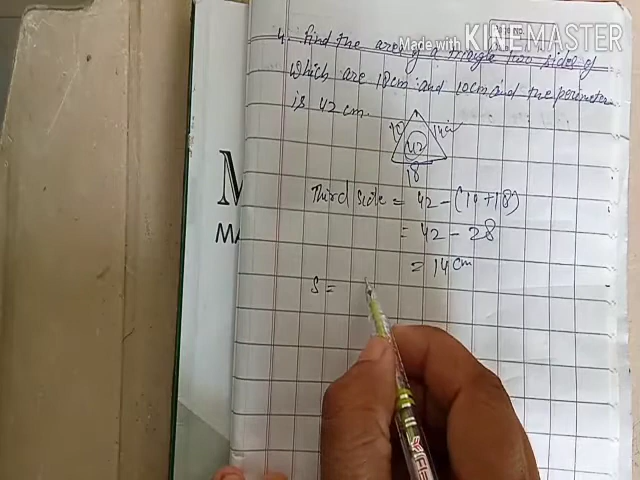 Made with KINEMASTER
4. Find the area of a triangle two sides of
which are 18cm and 10cm and the perimeter
is 42 cm.
10 14cm
42
18
Third side = 42 - (10 + 18)
= 42 - 28
= 14 cm
S =
M
MA